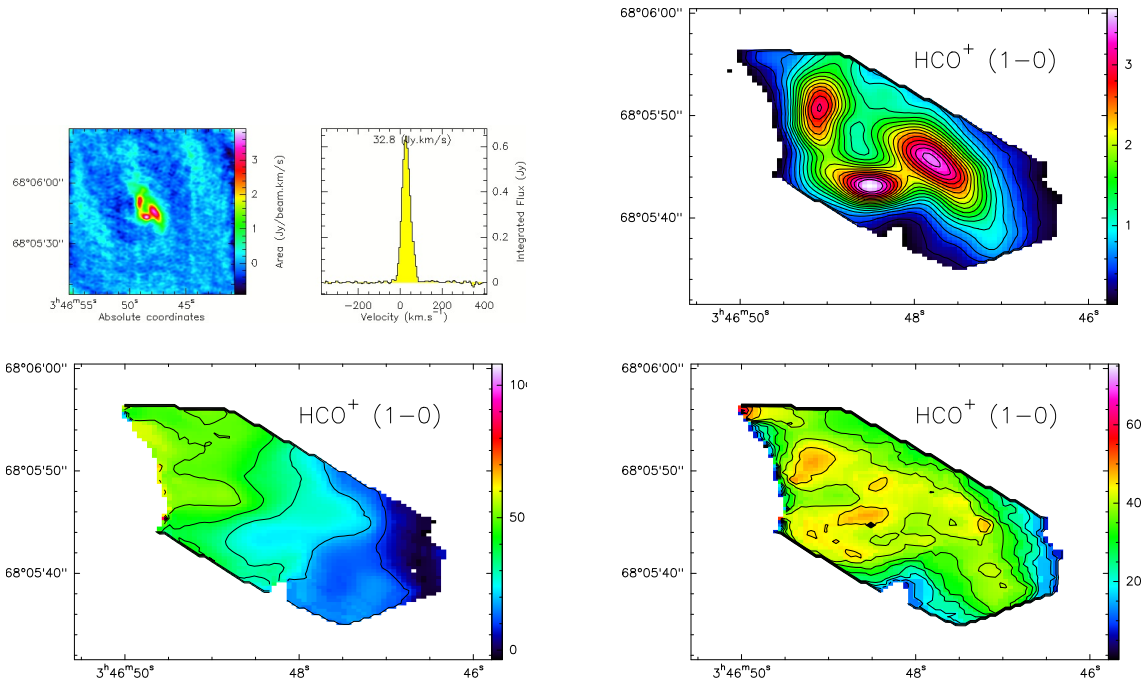 32.8 (Jy.km/s)
68°06'00''
68°05'30''
3
2
1
0
Area (Jy/beam.km/s)
0.6
0.4
0.2
0
Integrated Flux (Jy)
3ʰ46ᵐ55ˢ
50ˢ
45ˢ
Absolute coordinates
−200
0
200
400
Velocity (km.s⁻¹)
68°06'00''
68°05'50''
68°05'40''
HCO⁺ (1−0)
3
2
1
3ʰ46ᵐ50ˢ
48ˢ
46ˢ
68°06'00''
68°05'50''
68°05'40''
HCO⁺ (1−0)
50
0
3ʰ46ᵐ50ˢ
48ˢ
46ˢ
68°06'00''
68°05'50''
68°05'40''
HCO⁺ (1−0)
60
40
20
3ʰ46ᵐ50ˢ
48ˢ
46ˢ